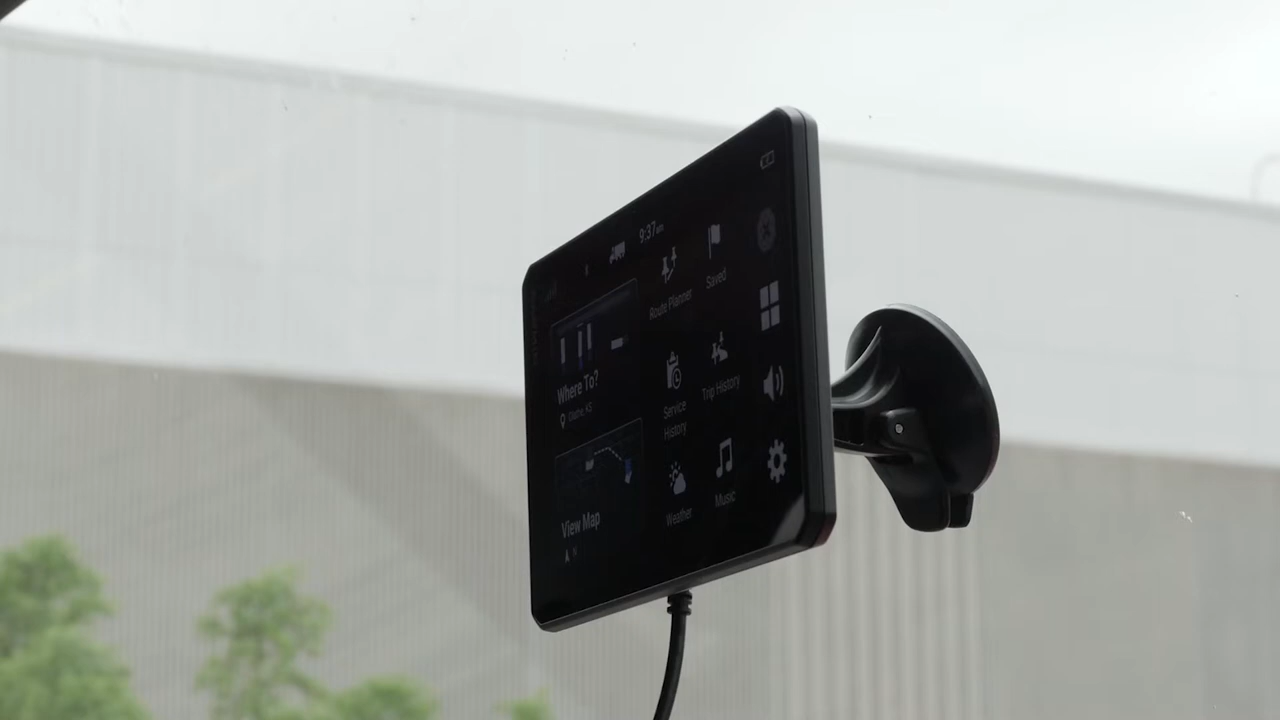 9:37am
Where To?
Olathe, KS
View Map
N
Route Planner
Saved
Service
History
Trip History
Weather
Music